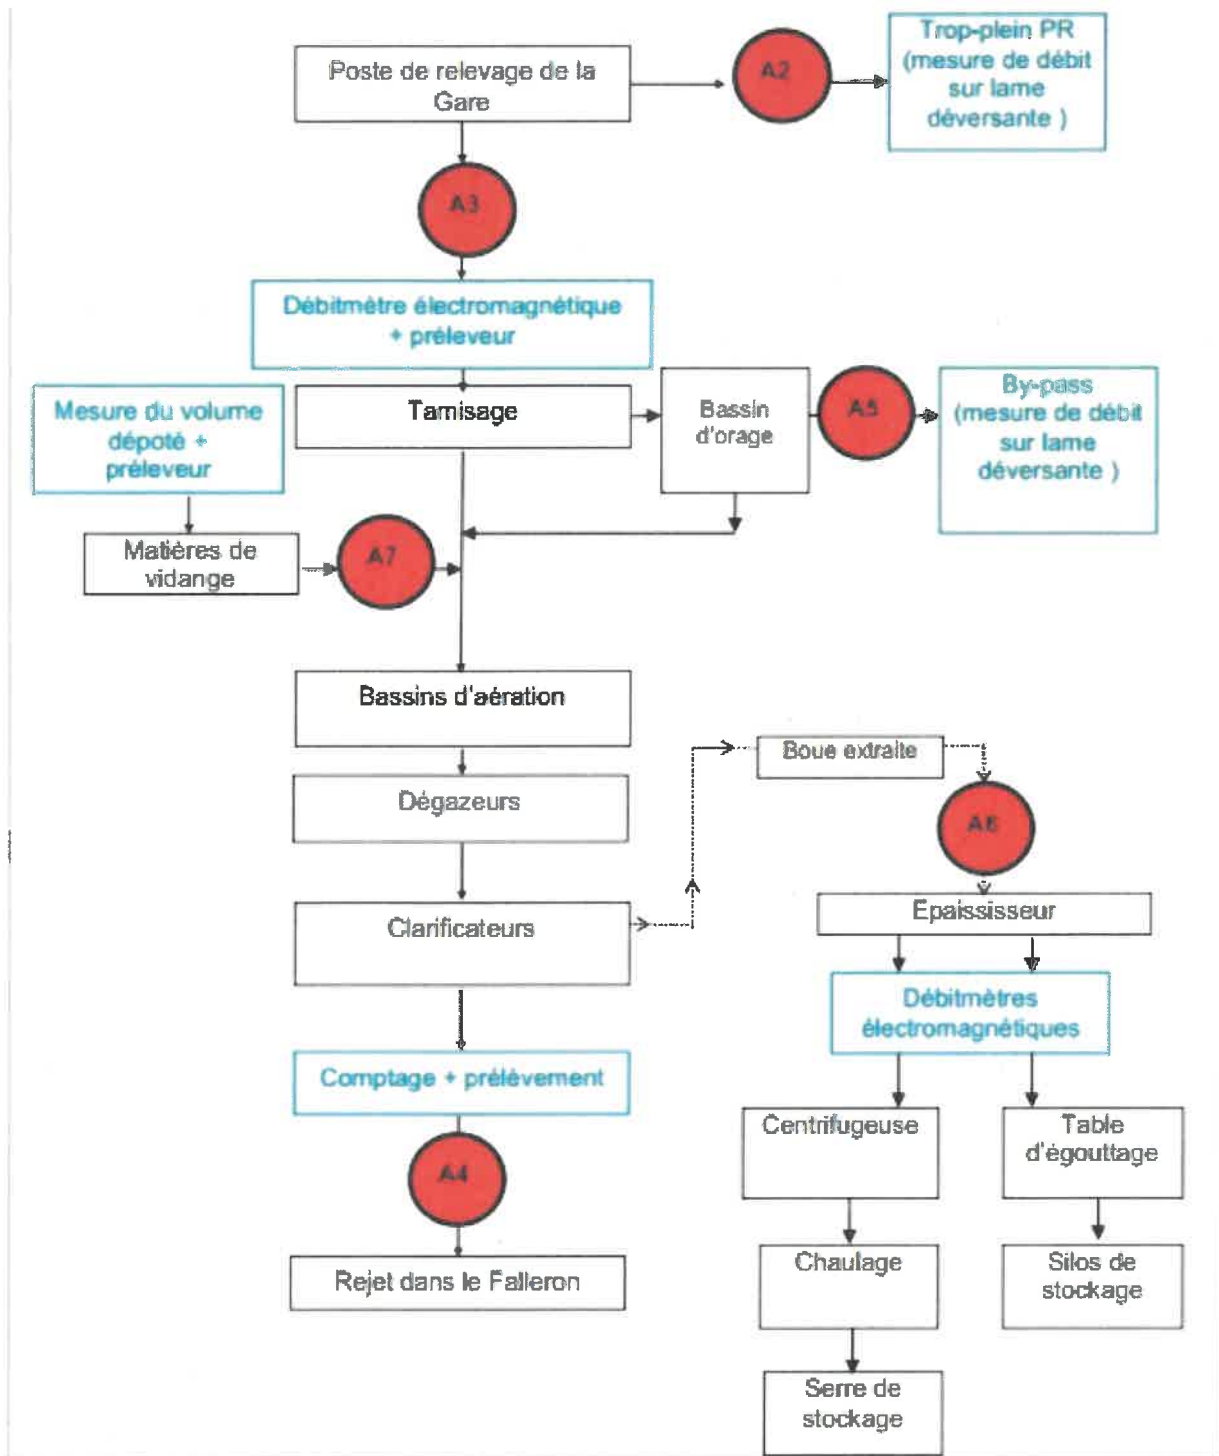 Poste de relevage de la
Gare
A2
Trop-plein PR
(mesure de débit
sur lame
déversante )
A3
Débitmètre électromagnétique
+ préleveur
Mesure du volume
dépoté +
préleveur
Tamisage
Bassin
d'orage
A5
By-pass
(mesure de débit
sur lame
déversante )
Matières de
vidange
A7
Bassins d'aération
Boue extraite
Dégazeurs
A6
Clarificateurs
Epaississeur
Débitmètres
électromagnétiques
Comptage + prélèvement
Centrifugeuse
Table
d'égouttage
A4
Chaulage
Silos de
stockage
Rejet dans le Falleron
Serre de
stockage